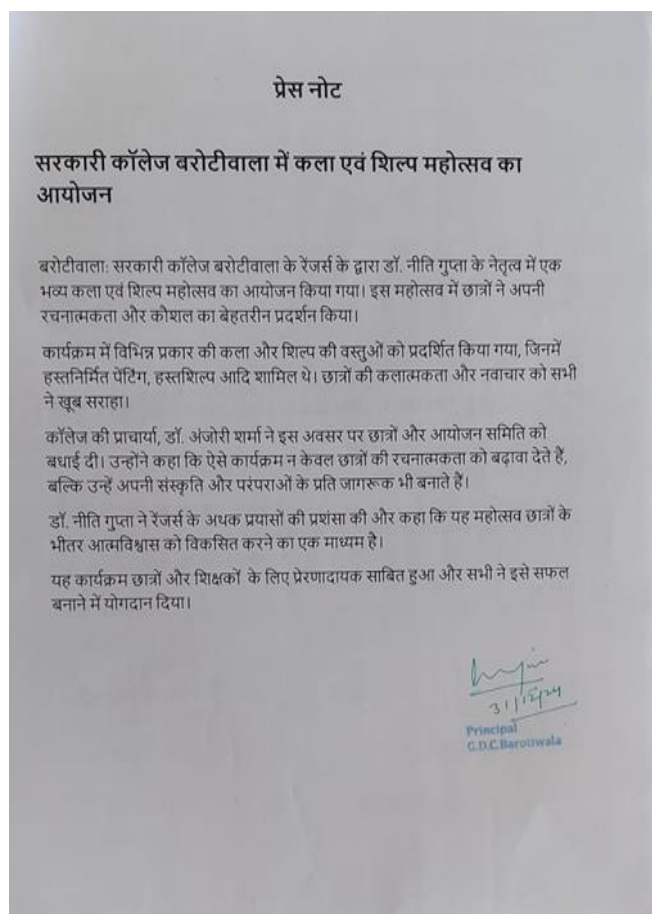 प्रेस नोट
सरकारी कॉलेज बरोटीवाला में कला एवं शिल्प महोत्सव का
आयोजन
बरोटीवाला: सरकारी कॉलेज बरोटीवाला के रेंजर्स के द्वारा डॉ. नीति गुप्ता के नेतृत्व में एक
भव्य कला एवं शिल्प महोत्सव का आयोजन किया गया। इस महोत्सव में छात्रों ने अपनी
रचनात्मकता और कौशल का बेहतरीन प्रदर्शन किया।
कार्यक्रम में विभिन्न प्रकार की कला और शिल्प की वस्तुओं को प्रदर्शित किया गया, जिनमें
हस्तनिर्मित पेंटिंग, हस्तशिल्प आदि शामिल थे। छात्रों की कलात्मकता और नवाचार को सभी
ने खूब सराहा।
कॉलेज की प्राचार्या, डॉ. अंजोरी शर्मा ने इस अवसर पर छात्रों और आयोजन समिति को
बधाई दी। उन्होंने कहा कि ऐसे कार्यक्रम न केवल छात्रों की रचनात्मकता को बढ़ावा देते हैं,
बल्कि उन्हें अपनी संस्कृति और परंपराओं के प्रति जागरूक भी बनाते हैं।
डॉ. नीति गुप्ता ने रेंजर्स के अथक प्रयासों की प्रशंसा की और कहा कि यह महोत्सव छात्रों के
भीतर आत्मविश्वास को विकसित करने का एक माध्यम है।
यह कार्यक्रम छात्रों और शिक्षकों के लिए प्रेरणादायक साबित हुआ और सभी ने इसे सफल
बनाने में योगदान दिया।
31/12/24
Principal
G.D.C.Barotiwala